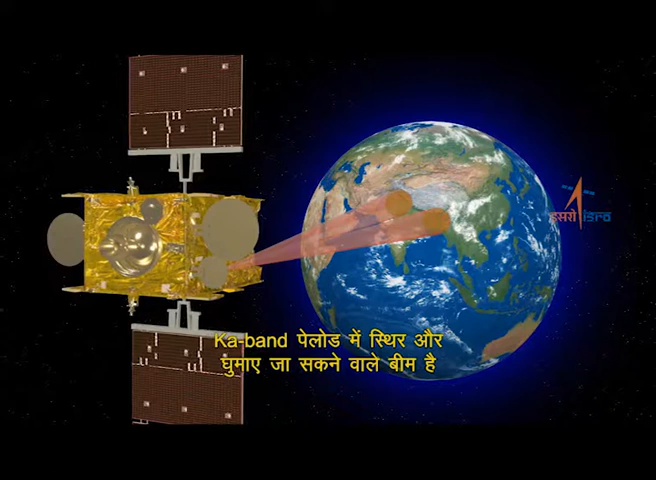 इसरो isro
Ka-band पेलोड में स्थिर और
घुमाए जा सकने वाले बीम है